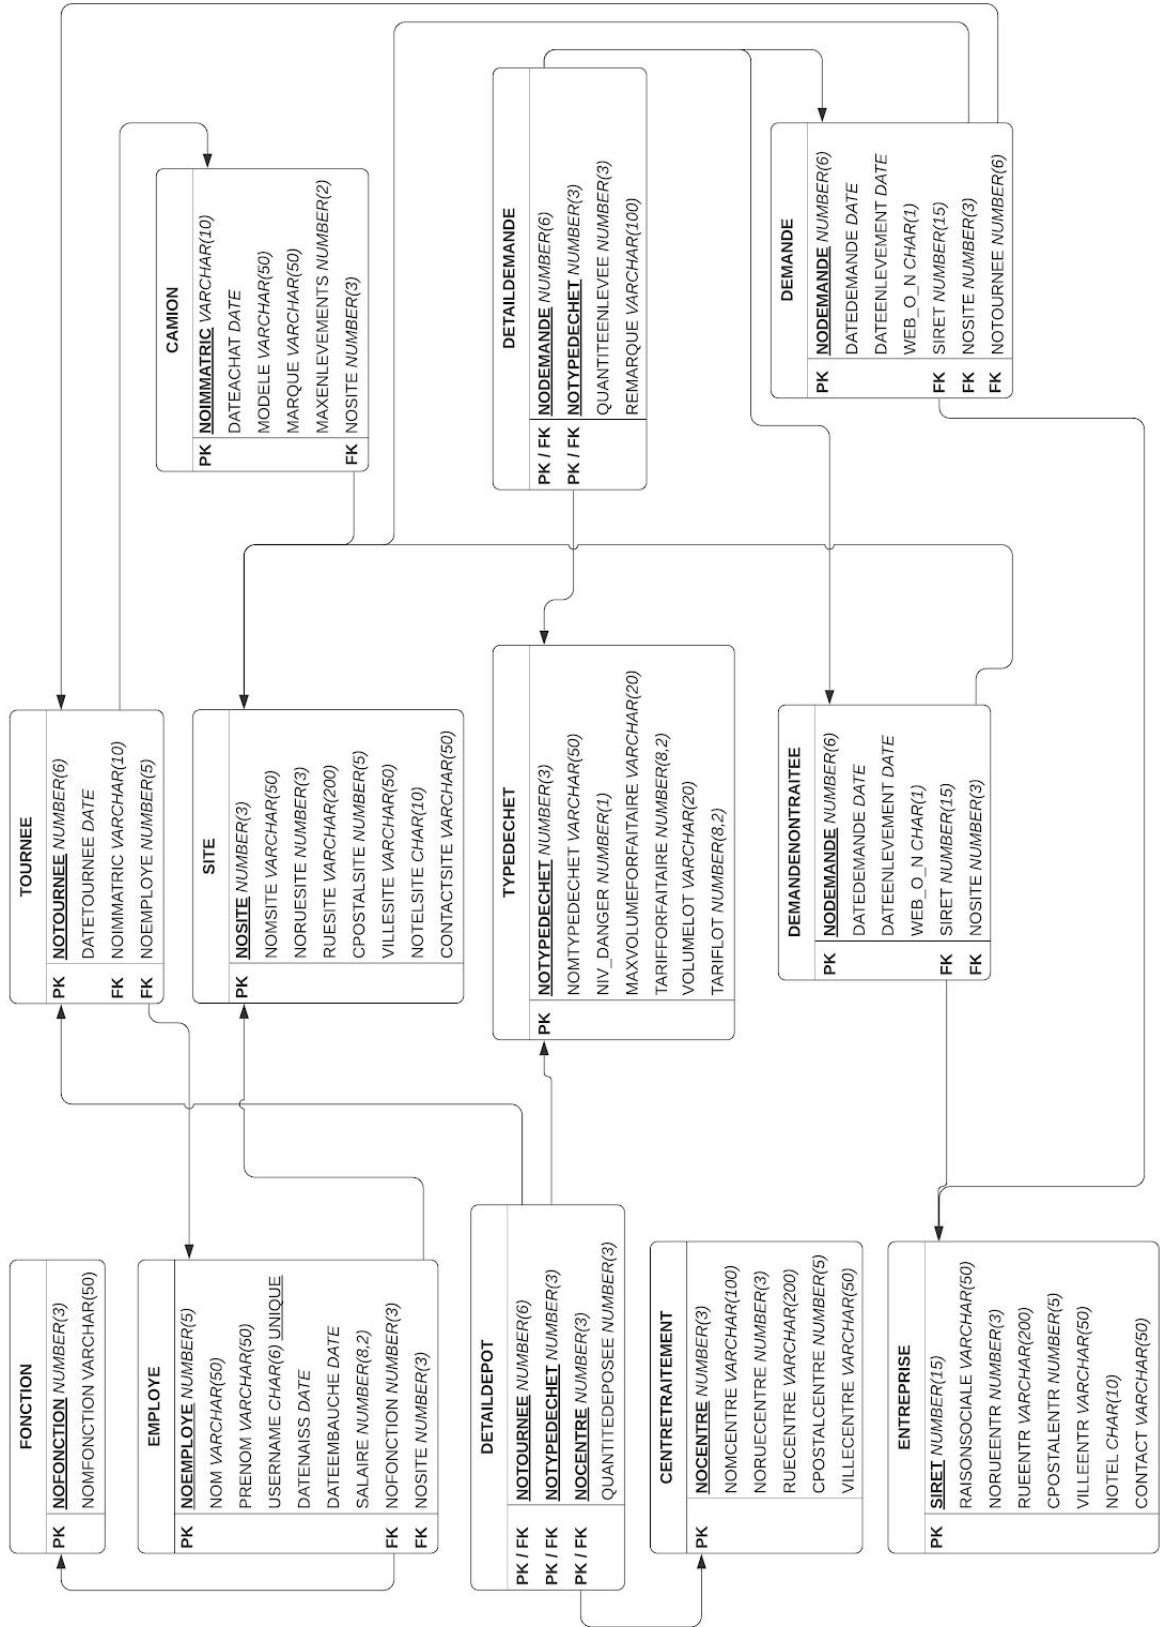 FONCTION
PK NOFONCTION NUMBER(3)
NOMFONCTION VARCHAR(50)
EMPLOYE
PK NOEMPLOYE NUMBER(5)
NOM VARCHAR(50)
PRENOM VARCHAR(50)
USERNAME CHAR(6) UNIQUE
DATENAISS DATE
DATEEMBAUCHE DATE
SALAIRE NUMBER(8,2)
FK NOFONCTION NUMBER(3)
FK NOSITE NUMBER(3)
DETAILDEPOT
PK / FK NOTOURNEE NUMBER(6)
PK / FK NOTYPEDECHET NUMBER(3)
PK / FK NOCENTRE NUMBER(3)
QUANTITEDEPOSEE NUMBER(3)
CENTRETRAITEMENT
PK NOCENTRE NUMBER(3)
NOMCENTRE VARCHAR(100)
NORUECENTRE NUMBER(3)
RUECENTRE VARCHAR(200)
CPOSTALCENTRE NUMBER(5)
VILLECENTRE VARCHAR(50)
ENTREPRISE
PK SIRET NUMBER(15)
RAISONSOCIALE VARCHAR(50)
NORUEENTR NUMBER(3)
RUEENTR VARCHAR(200)
CPOSTALENTR NUMBER(5)
VILLEENTR VARCHAR(50)
NOTEL CHAR(10)
CONTACT VARCHAR(50)
TOURNEE
PK NOTOURNEE NUMBER(6)
DATETOURNEE DATE
FK NOIMMATRIC VARCHAR(10)
FK NOEMPLOYE NUMBER(5)
SITE
PK NOSITE NUMBER(3)
NOMSITE VARCHAR(50)
NORUESITE NUMBER(3)
RUESITE VARCHAR(200)
CPOSTALSITE NUMBER(5)
VILLESITE VARCHAR(50)
NOTELSITE CHAR(10)
CONTACTSITE VARCHAR(50)
TYPEDECHET
PK NOTYPEDECHET NUMBER(3)
NOMTYPEDECHET VARCHAR(50)
NIV_DANGER NUMBER(1)
MAXVOLUMEFORFAITAIRE VARCHAR(20)
TARIFFORFAITAIRE NUMBER(8,2)
VOLUMELOT VARCHAR(20)
TARIFLOT NUMBER(8,2)
DEMANDENONTRAITEE
PK NODEMANDE NUMBER(6)
DATEDEMANDE DATE
DATEENLEVEMENT DATE
WEB_O_N CHAR(1)
FK SIRET NUMBER(15)
FK NOSITE NUMBER(3)
CAMION
PK NOIMMATRIC VARCHAR(10)
DATEACHAT DATE
MODELE VARCHAR(50)
MARQUE VARCHAR(50)
MAXENLEVEMENTS NUMBER(2)
FK NOSITE NUMBER(3)
DETAILDEMANDE
PK / FK NODEMANDE NUMBER(6)
PK / FK NOTYPEDECHET NUMBER(3)
QUANTITEENLEVEE NUMBER(3)
REMARQUE VARCHAR(100)
DEMANDE
PK NODEMANDE NUMBER(6)
DATEDEMANDE DATE
DATEENLEVEMENT DATE
WEB_O_N CHAR(1)
FK SIRET NUMBER(15)
FK NOSITE NUMBER(3)
FK NOTOURNEE NUMBER(6)